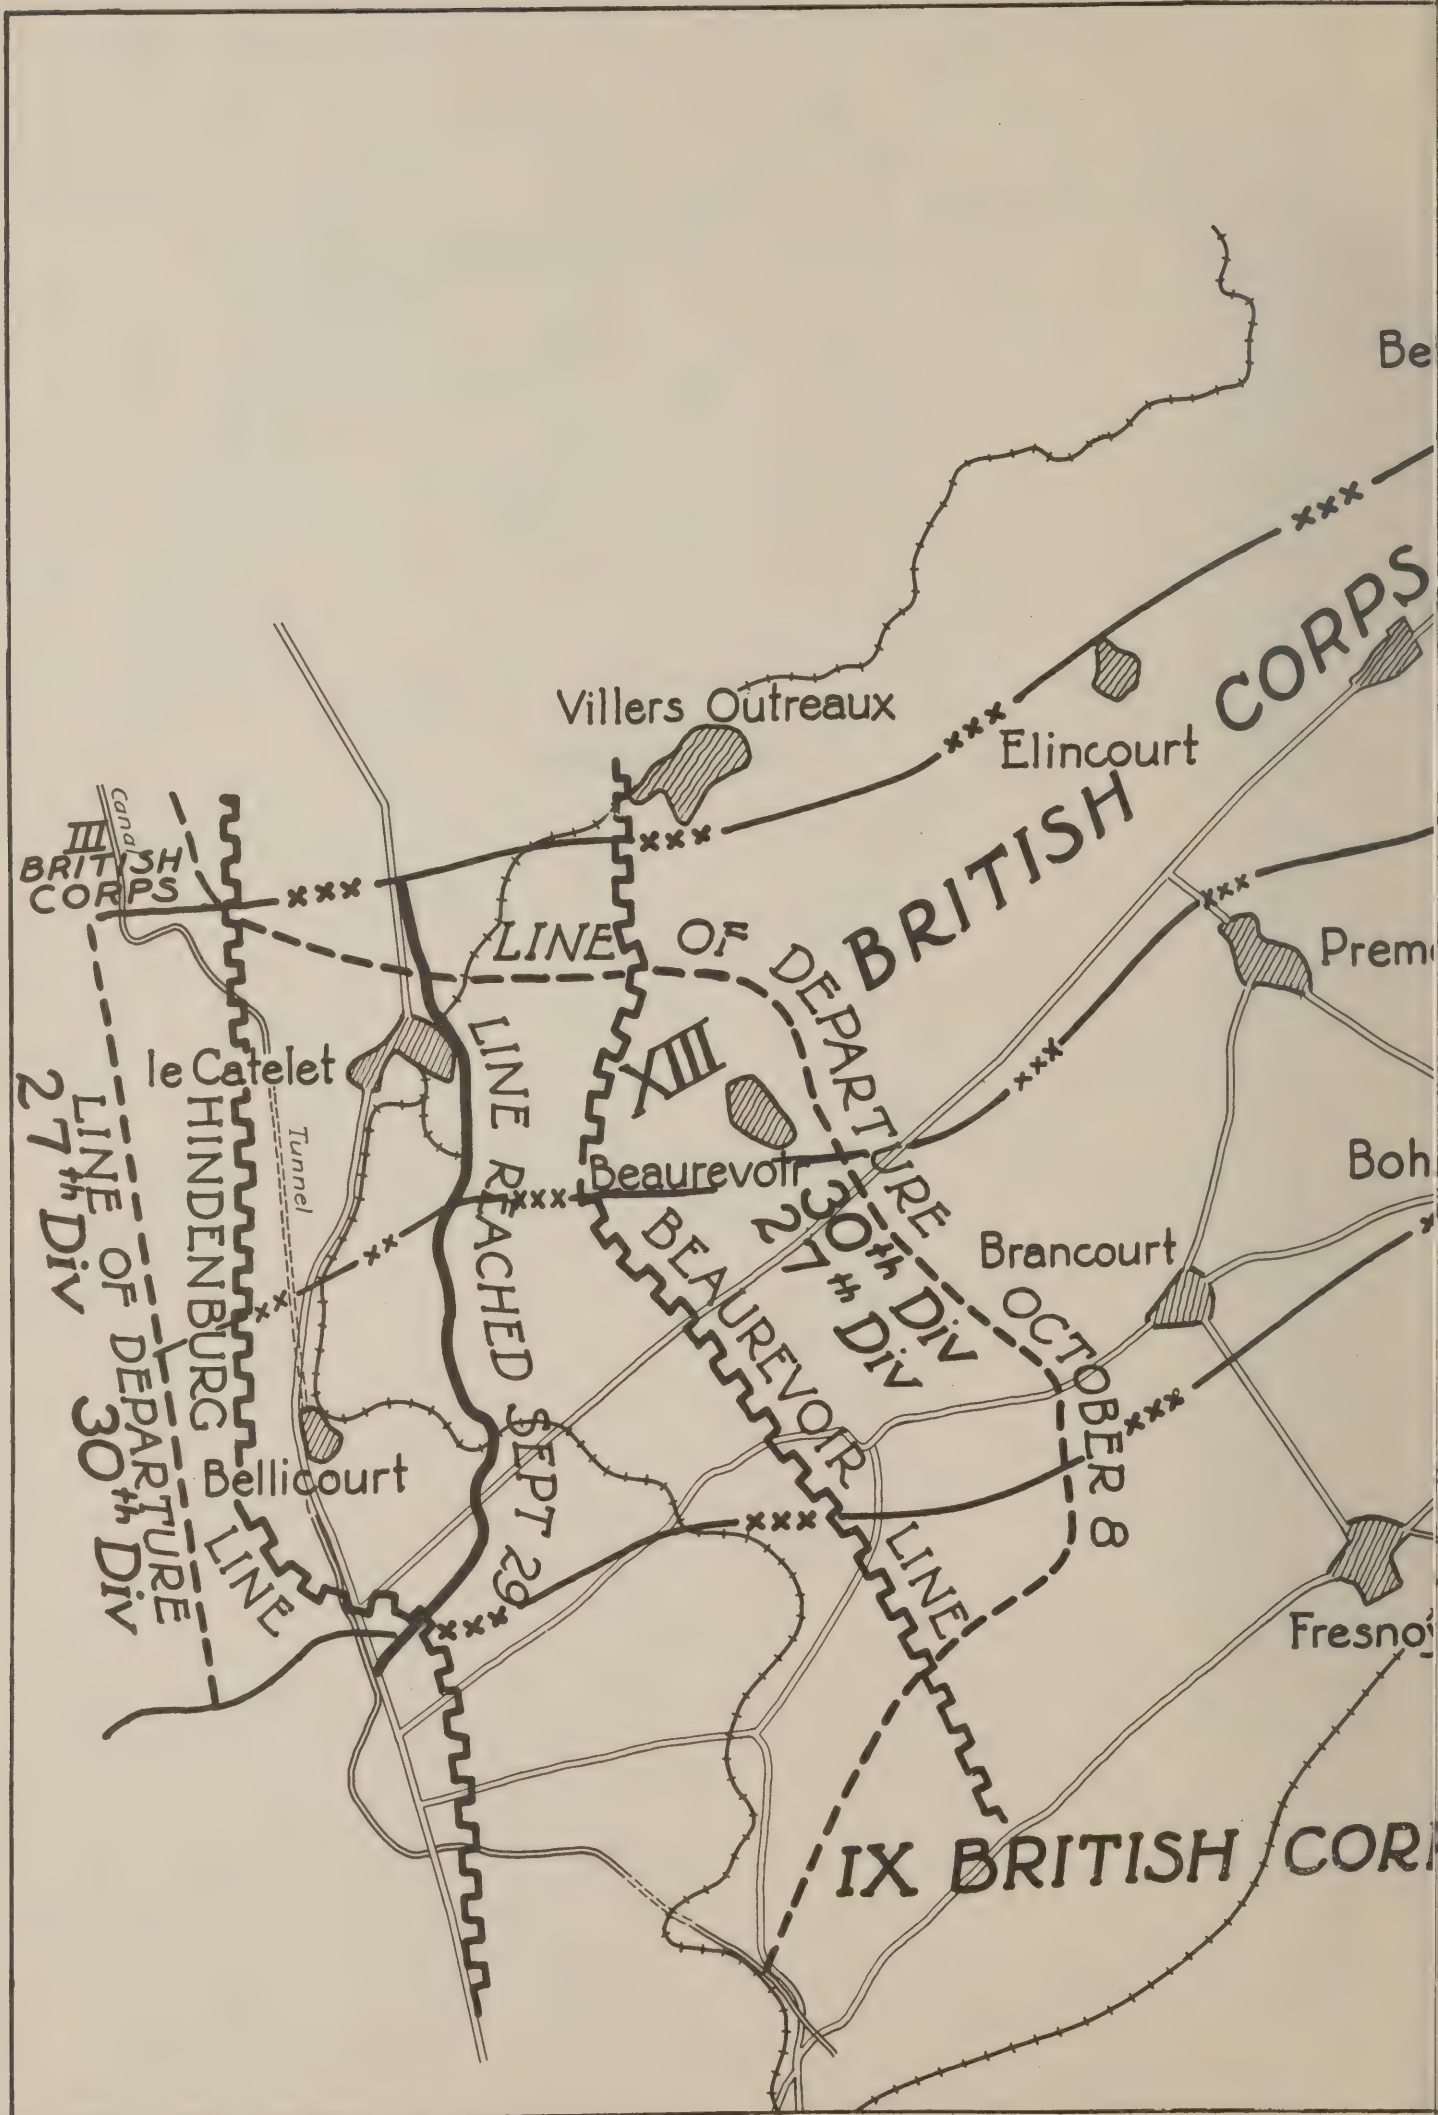 Be
CORPS
Villers Outreaux
Elincourt
BRITISH
Canal
III
BRITISH
CORPS
LINE OF DEPARTURE
Prem
XIII
le Catelet
Tunnel
LINE REACHED SEPT 29
Beaurevoir
Boh
27th Div
LINE OF DEPARTURE
HINDENBURG
30th Div
27th Div
BEAUREVOIR
Brancourt
OCTOBER 8
30th Div
Bellicourt
LINE
LINE
Fresnoy
IX BRITISH COR